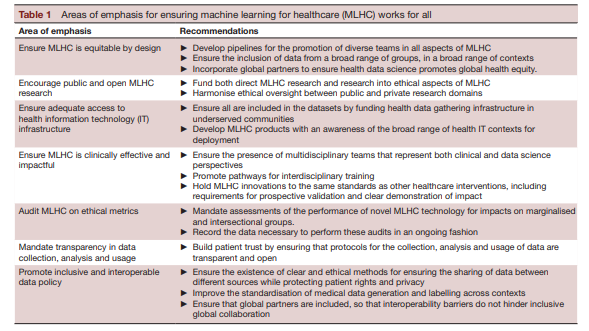 Table 1 Areas of emphasis for ensuring machine learning for healthcare (MLHC) works for all
Area of emphasis Recommendations
Ensure MLHC is equitable by design
► Develop pipelines for the promotion of diverse teams in all aspects of MLHC
► Ensure the inclusion of data from a broad range of groups, in a broad range of contexts
► Incorporate global partners to ensure health data science promotes global health equity.
Encourage public and open MLHC
research
► Fund both direct MLHC research and research into ethical aspects of MLHC
► Harmonise ethical oversight between public and private research domains
Ensure adequate access to
health information technology (IT)
infrastructure
► Ensure all are included in the datasets by funding health data gathering infrastructure in
underserved communities
► Develop MLHC products with an awareness of the broad range of health IT contexts for
deployment
Ensure MLHC is clinically effective and
impactful
► Ensure the presence of multidisciplinary teams that represent both clinical and data science
perspectives
► Promote pathways for interdisciplinary training
► Hold MLHC innovations to the same standards as other healthcare interventions, including
requirements for prospective validation and clear demonstration of impact
Audit MLHC on ethical metrics
► Mandate assessments of the performance of novel MLHC technology for impacts on marginalised
and intersectional groups.
► Record the data necessary to perform these audits in an ongoing fashion
Mandate transparency in data
collection, analysis and usage
► Build patient trust by ensuring that protocols for the collection, analysis and usage of data are
transparent and open
Promote inclusive and interoperable
data policy
► Ensure the existence of clear and ethical methods for ensuring the sharing of data between
different sources while protecting patient rights and privacy
► Improve the standardisation of medical data generation and labelling across contexts
► Ensure that global partners are included, so that interoperability barriers do not hinder inclusive
global collaboration